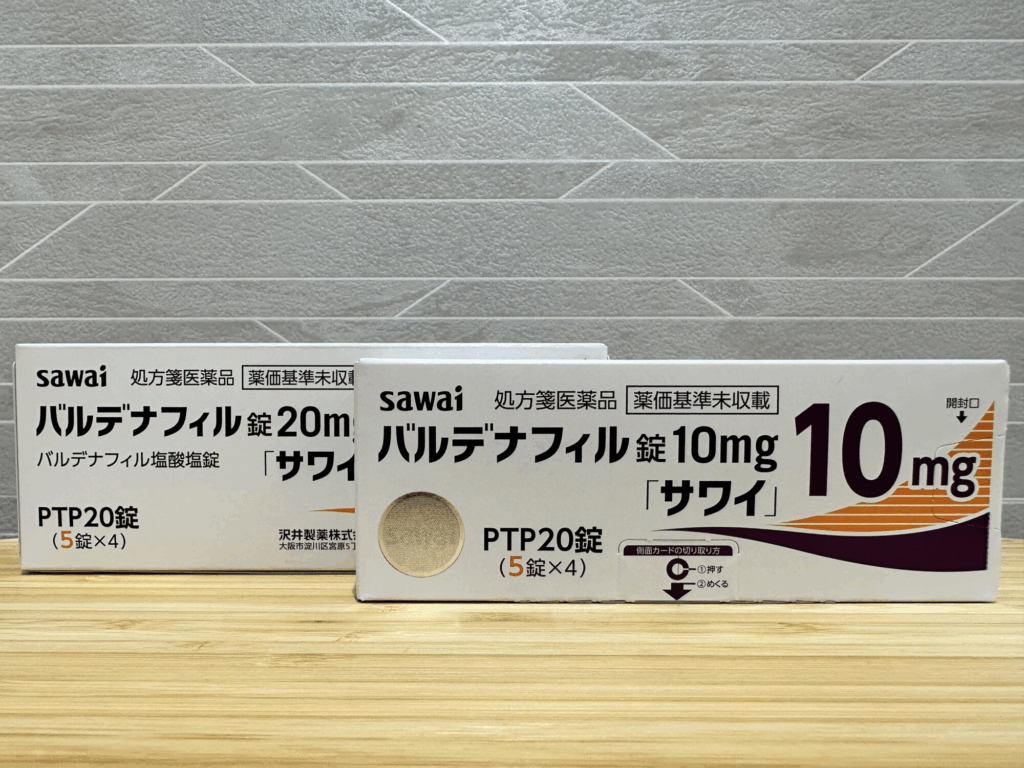 sawai 処方箋医薬品 薬価基準未収載
バルデナフィル錠20mg
バルデナフィル塩酸塩錠
「サワイ
PTP20錠
(5錠×4)
沢井製薬株式
大阪市淀川区宮原5丁
sawai 処方箋医薬品 薬価基準未収載
バルデナフィル錠10mg
「サワイ」
10mg
開封口
sawai
PTP20錠
(5錠×4)
側面カードの切り取り方
①押す
②めくる